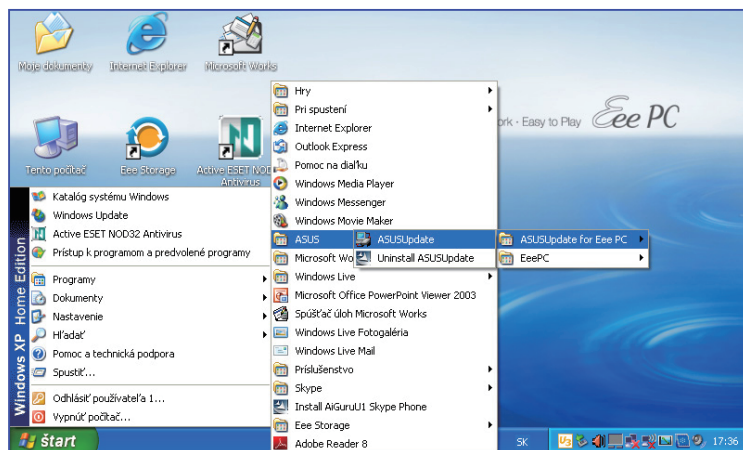 Moje dokumenty
Internet Explorer
Microsoft Works
ork · Easy to Play Eee PC
Tento počítač
Eee Storage
Active ESET NOD
Antivirus
Katalóg systému Windows
Windows Update
Active ESET NOD32 Antivirus
Prístup k programom a predvolené programy
Programy
Dokumenty
Nastavenie
Hľadať
Pomoc a technická podpora
Spustiť...
Odhlásiť používateľa 1...
Vypnúť počítač...
Windows XP Home Edition
Hry
Pri spustení
Internet Explorer
Outlook Express
Pomoc na diaľku
Windows Media Player
Windows Messenger
Windows Movie Maker
ASUS
Microsoft Wo
Windows Live
Microsoft Office PowerPoint Viewer 2003
Spúšťač úloh Microsoft Works
Windows Live Fotogaléria
Windows Live Mail
Príslušenstvo
Skype
Install AiGuruU1 Skype Phone
Eee Storage
Adobe Reader 8
ASUSUpdate
Uninstall ASUSUpdate
ASUSUpdate for Eee PC
EeePC
štart
SK
U3
17:36